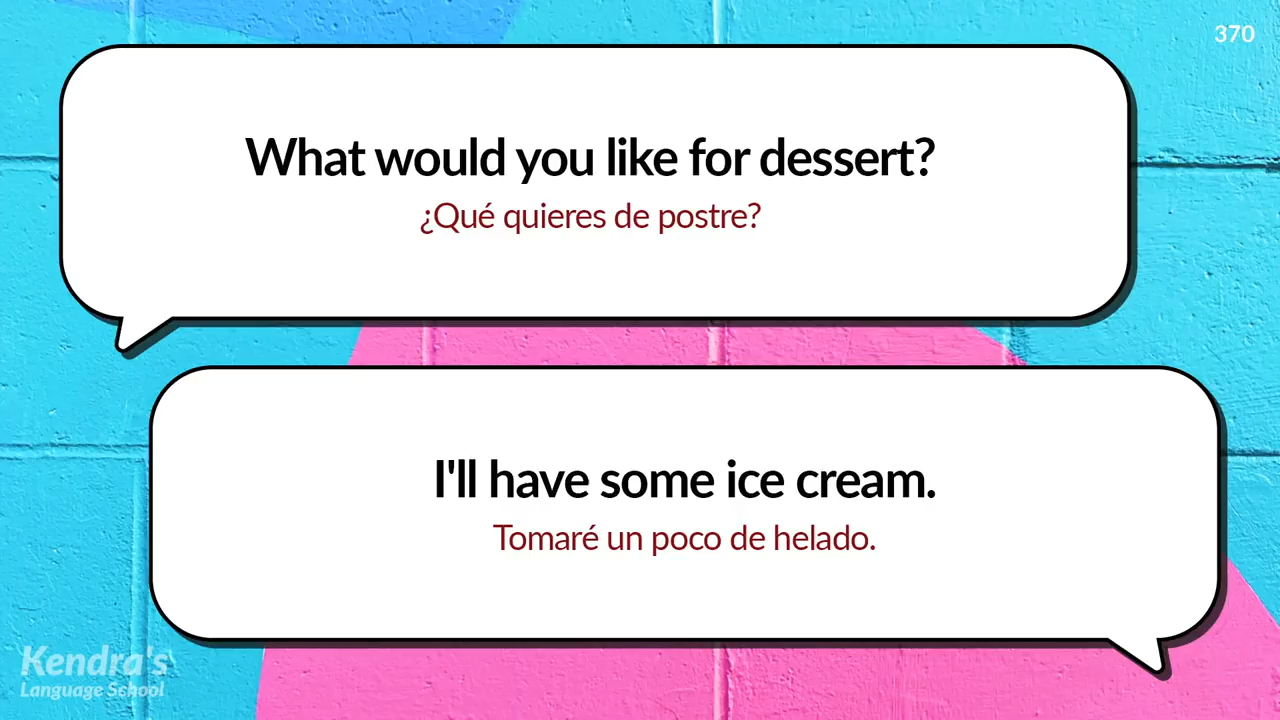 370
What would you like for dessert?
¿Qué quieres de postre?
I'll have some ice cream.
Tomaré un poco de helado.
Kendra's
Language School